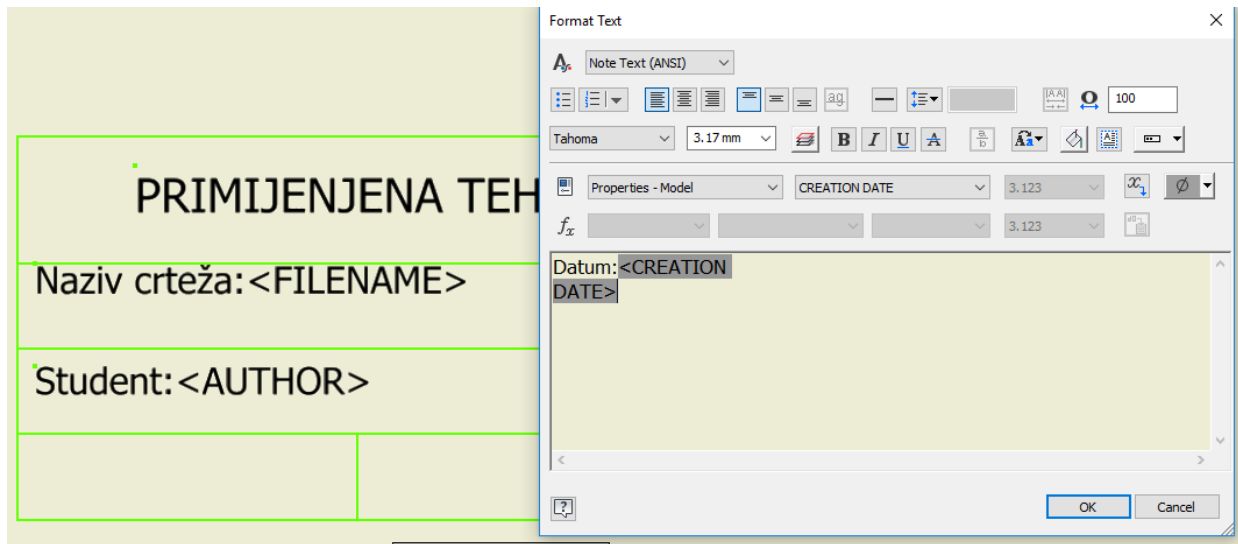 Format Text
Note Text (ANSI)
100
Tahoma
3.17 mm
B I U A
Properties - Model
CREATION DATE
3.123
3.123
Datum:<CREATION
DATE>
OK
Cancel
PRIMIJENJENA TEH
Naziv crteža:<FILENAME>
Student:<AUTHOR>